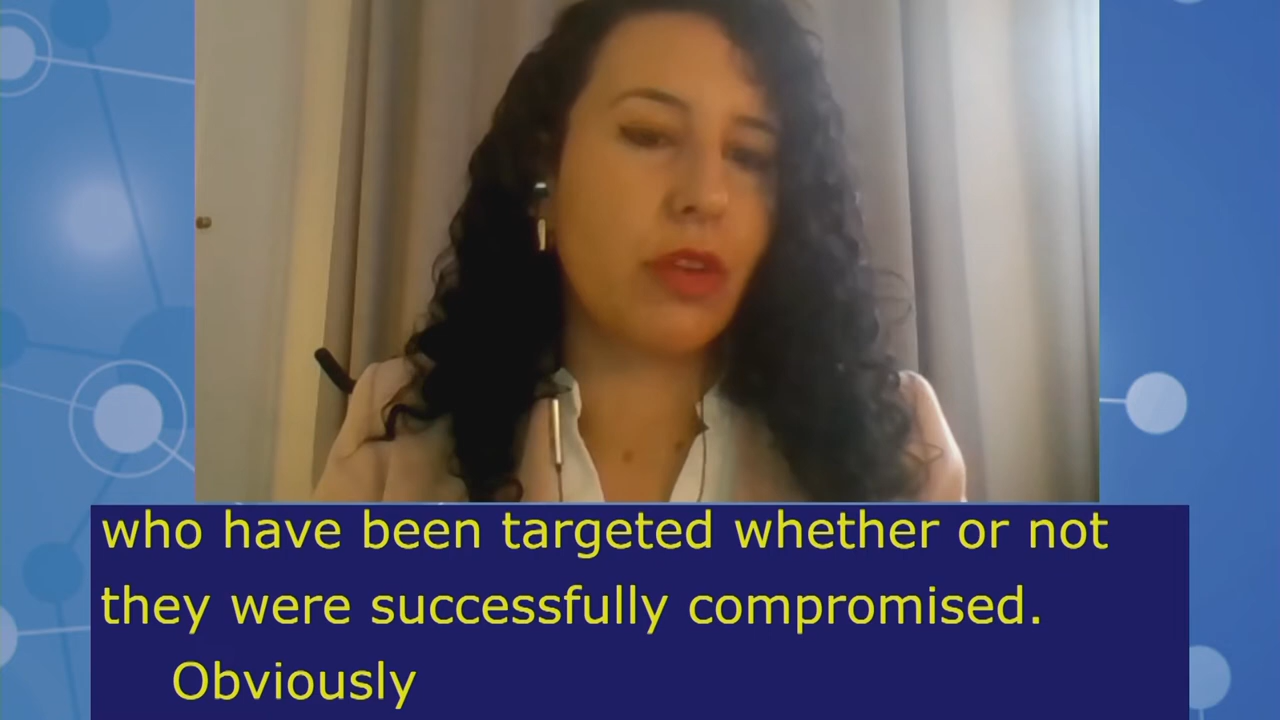 who have been targeted whether or not
they were successfully compromised.
Obviously